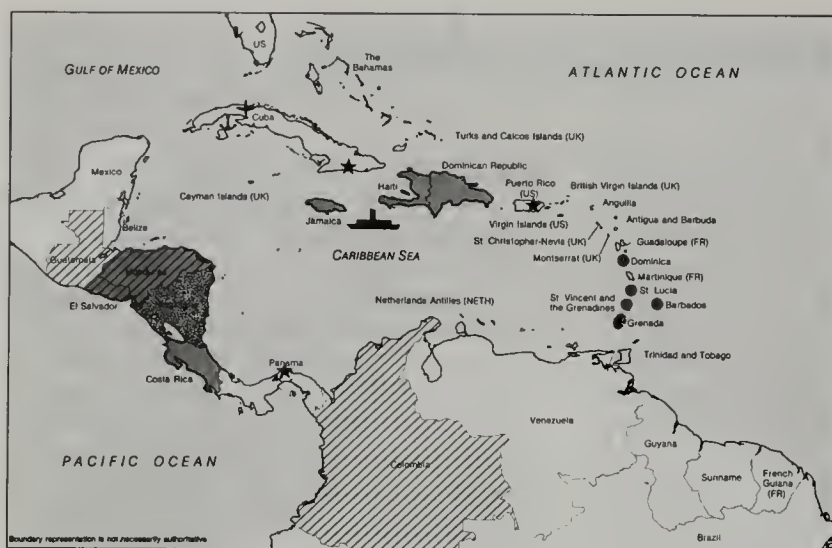 US
GULF OF MEXICO
The
Bahamas
ATLANTIC OCEAN
Cuba
Turks and Caicos Islands (UK)
Mexico
Dominican Republic
Haiti
Puerto Rico
(US)
British Virgin Islands (UK)
Cayman Islands (UK)
Anguilla
Jamaica
Virgin Islands (US)
Antigua and Barbuda
Belize
St Christopher-Nevis (UK)
Guadaloupe (FR)
CARIBBEAN SEA
Montserrat (UK)
Guatemala
Honduras
Dominica
Martinique (FR)
El Salvador
Netherlands Antilles (NETH)
St Lucia
St Vincent and
the Grenadines
Barbados
Grenada
Costa Rica
Panama
Trinidad and Tobago
Venezuela
Guyana
PACIFIC OCEAN
Colombia
Suriname
French
Guiana
(FR)
Brazil
Boundary representation is not necessarily authoritative